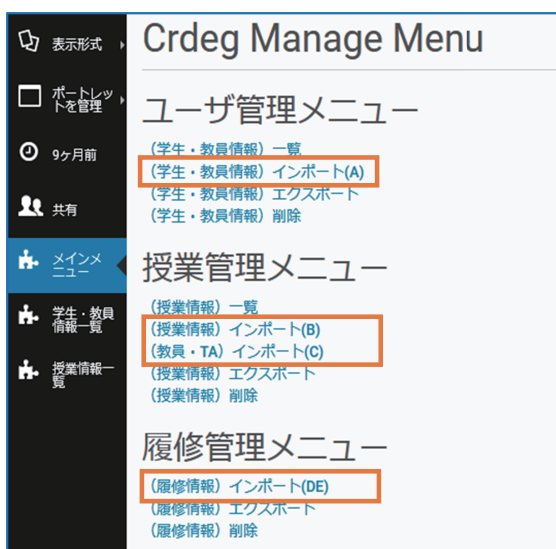 表示形式
ポートレッ
トを管理
9ヶ月前
共有
メインメ
ニュー
学生・教員
情報一覧
授業情報一
覧
Crdeg Manage Menu
ユーザ管理メニュー
（学生・教員情報）一覧
（学生・教員情報）インポート(A)
（学生・教員情報）エクスポート
（学生・教員情報）削除
授業管理メニュー
（授業情報）一覧
（授業情報）インポート(B)
（教員・TA）インポート(C)
（授業情報）エクスポート
（授業情報）削除
履修管理メニュー
（履修情報）インポート(DE)
（履修情報）エクスポート
（履修情報）削除